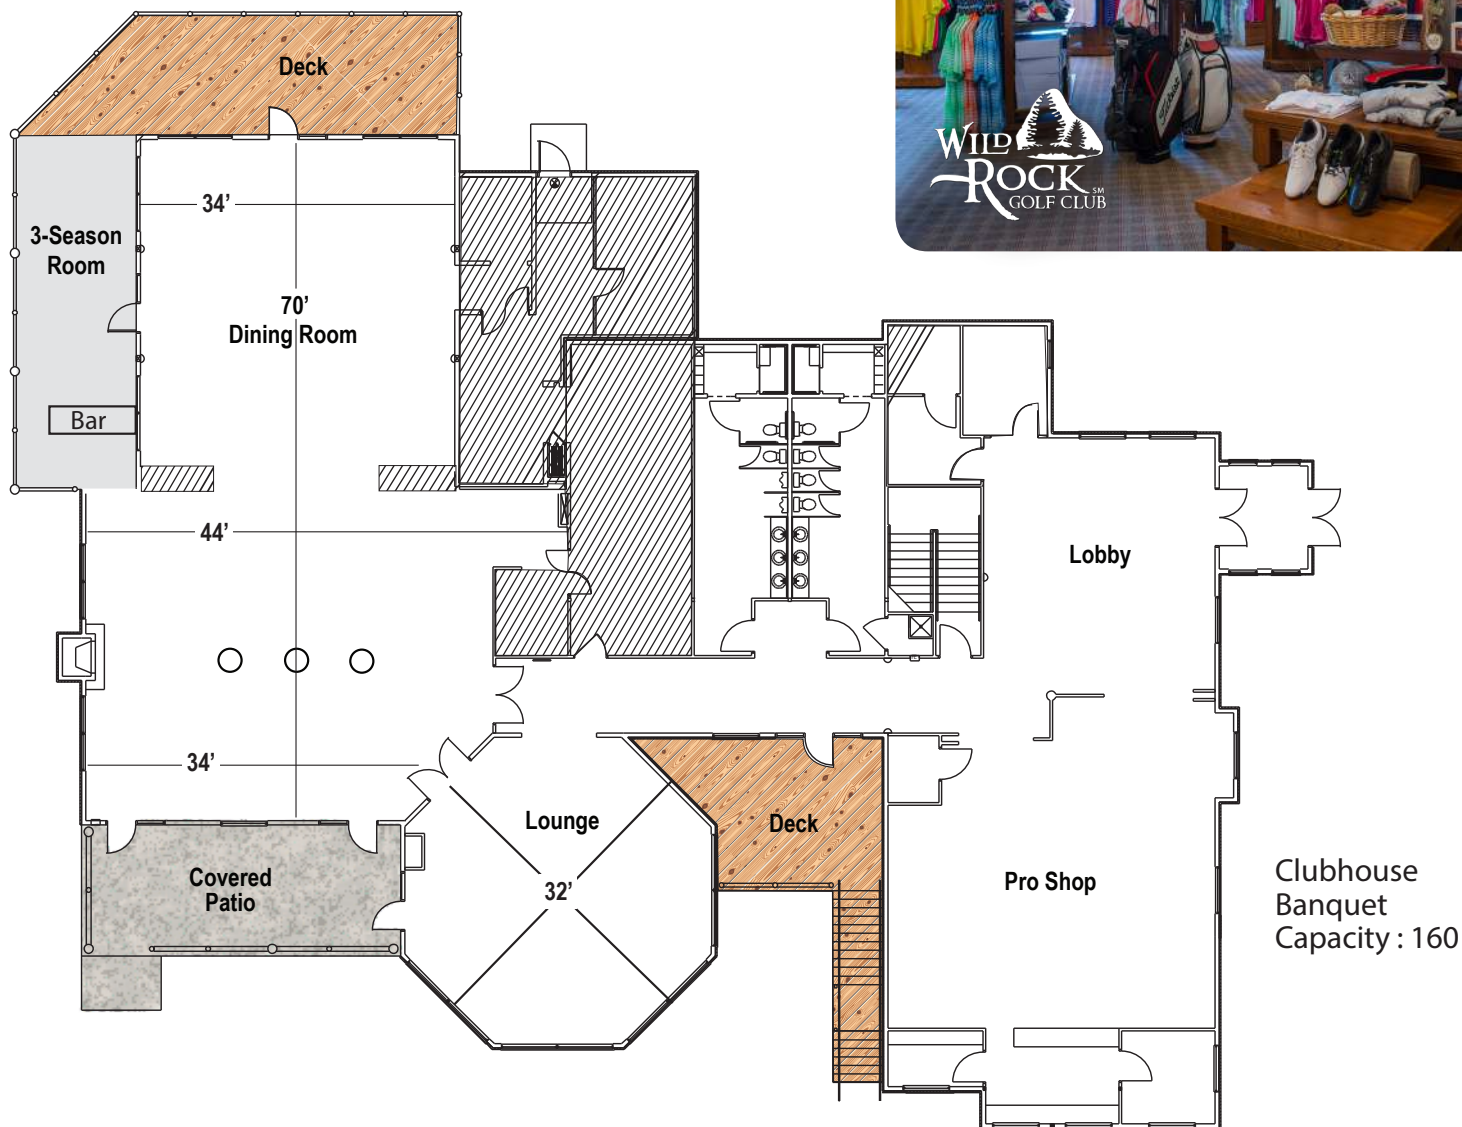 Deck
WILD
ROCK
SM
GOLF CLUB
Titleist
34’
3-Season
Room
70’
Dining Room
Bar
44’
Lobby
34’
Lounge
Deck
32’
Covered
Patio
Pro Shop
Clubhouse
Banquet
Capacity : 160